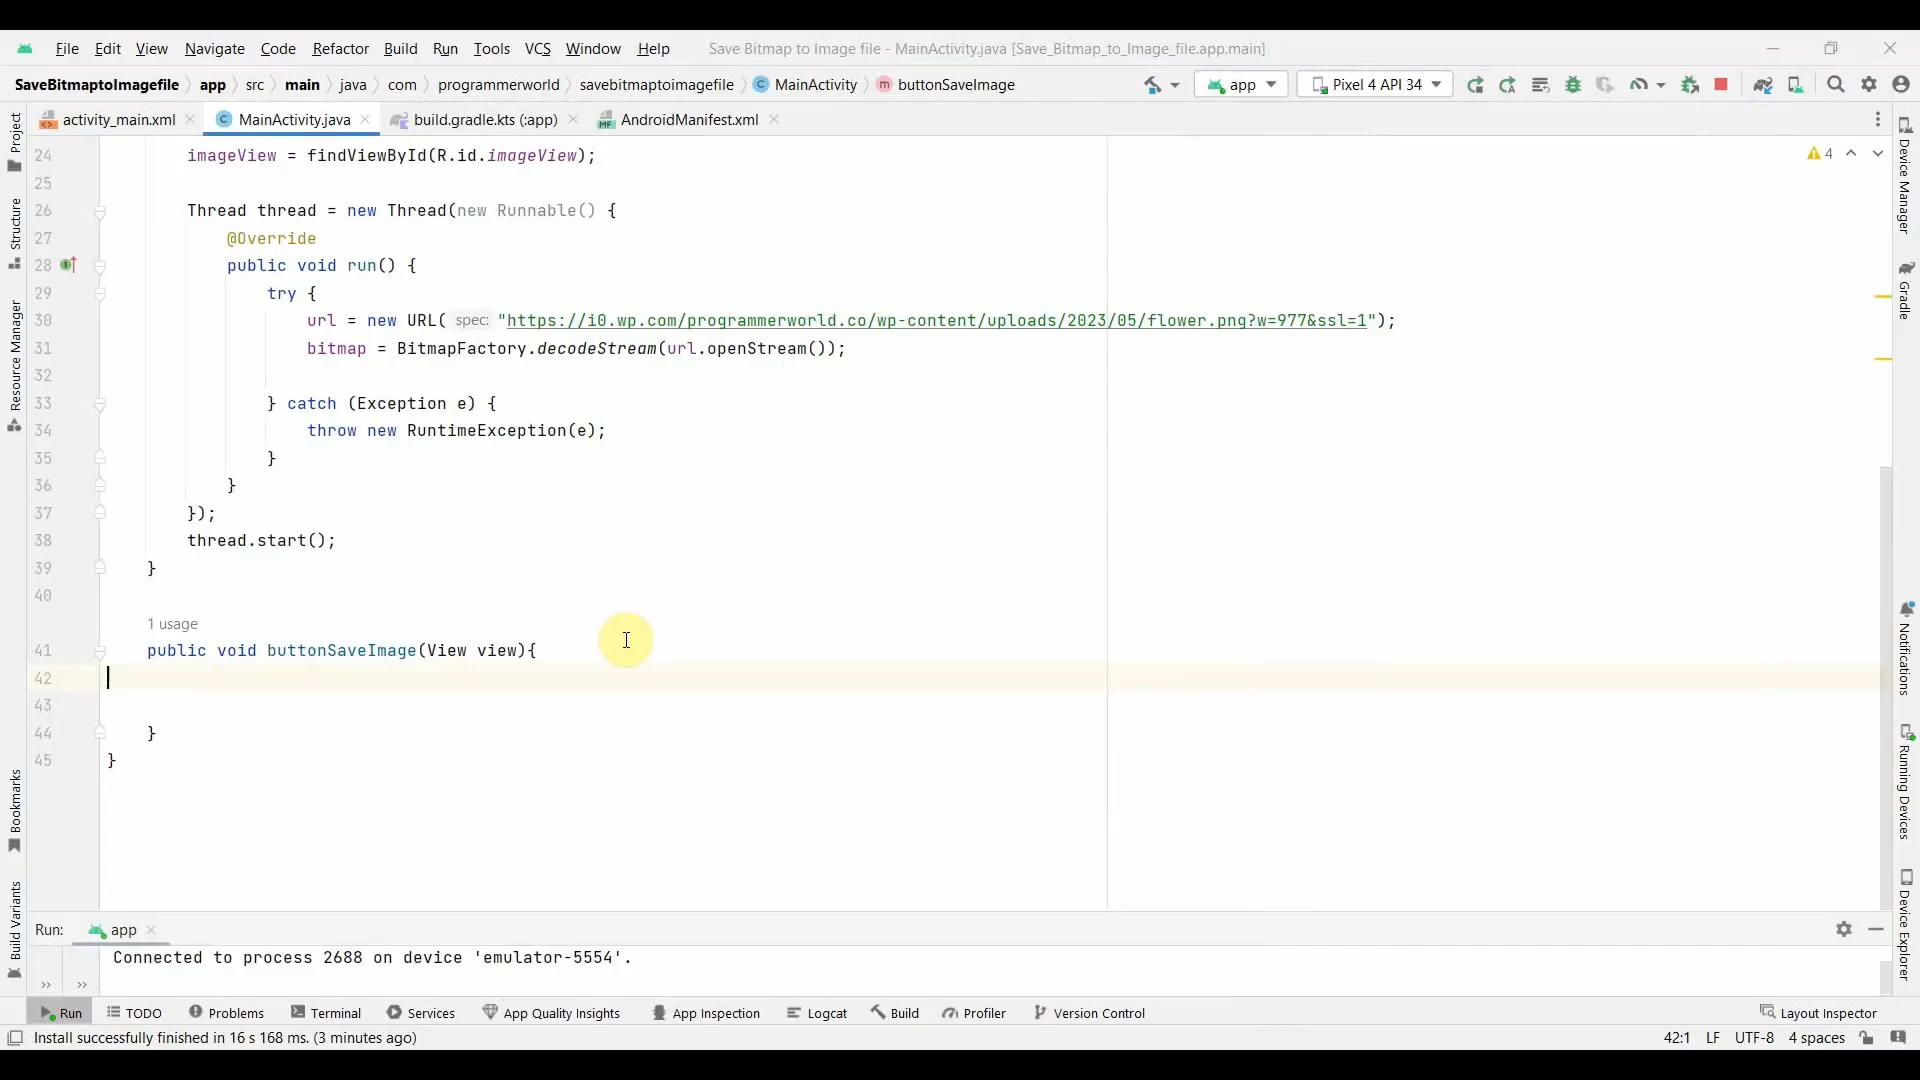 File Edit View Navigate Code Refactor Build Run Tools VCS Window Help Save Bitmap to Image file - MainActivity.java [Save_Bitmap_to_Image_file.app.main]
SaveBitmaptoImagefile app src main java com programmerworld savebitmaptoimagefile MainActivity buttonSaveImage app Pixel 4 API 34
activity_main.xml MainActivity.java build.gradle.kts (:app) AndroidManifest.xml
24 imageView = findViewById(R.id.imageView); 4
25
26 Thread thread = new Thread(new Runnable() {
27 @Override
28 public void run() {
29 try {
30 url = new URL( spec: "https://i0.wp.com/programmerworld.co/wp-content/uploads/2023/05/flower.png?w=977&ssl=1");
31 bitmap = BitmapFactory.decodeStream(url.openStream());
32
33 } catch (Exception e) {
34 throw new RuntimeException(e);
35 }
36 }
37 });
38 thread.start();
39 }
40
1 usage
41 public void buttonSaveImage(View view){
42
43
44 }
45 }
Project
Structure
Resource Manager
Bookmarks
Build Variants
Device Manager
Gradle
Notifications
Running Devices
Device Explorer
Run: app
Connected to process 2688 on device 'emulator-5554'.
Run TODO Problems Terminal Services App Quality Insights App Inspection Logcat Build Profiler Version Control Layout Inspector
Install successfully finished in 16 s 168 ms. (3 minutes ago) 42:1 LF UTF-8 4 spaces